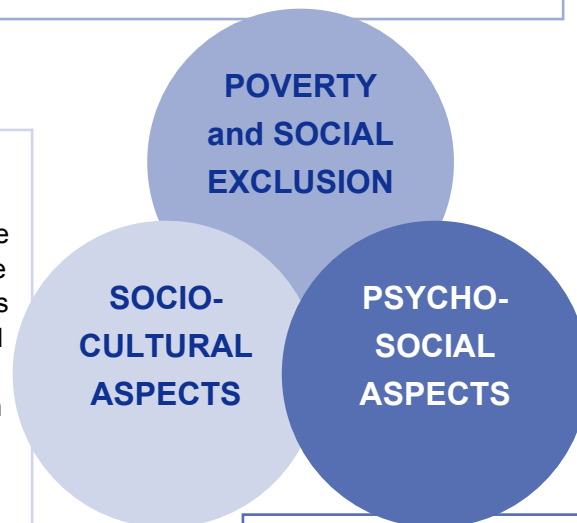 POVERTY
and SOCIAL
EXCLUSION
SOCIO-
CULTURAL
ASPECTS
PSYCHO-
SOCIAL
ASPECTS